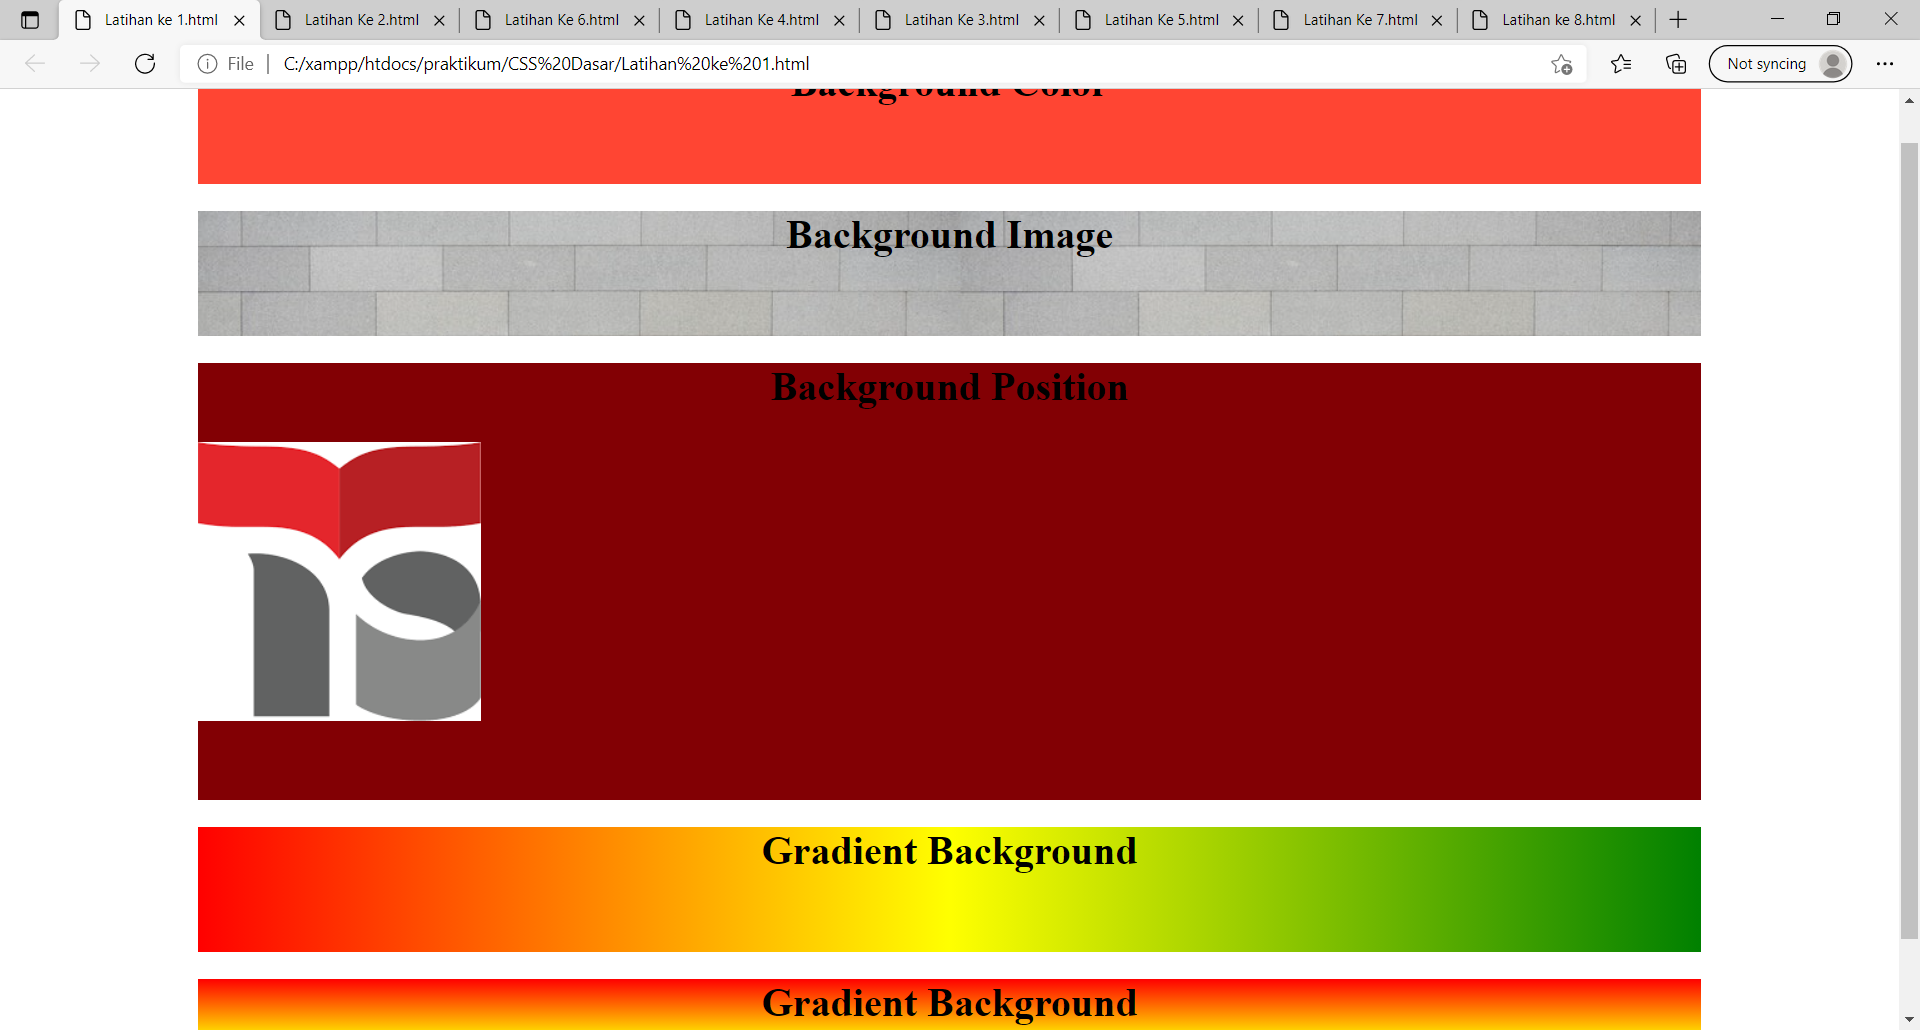 Latihan ke 1.html
Latihan Ke 2.html
Latihan Ke 6.html
Latihan Ke 4.html
Latihan Ke 3.html
Latihan Ke 5.html
Latihan Ke 7.html
Latihan ke 8.html
File
C:/xampp/htdocs/praktikum/CSS%20Dasar/Latihan%20ke%201.html
Not syncing
Background Color
Background Image
Background Position
Gradient Background
Gradient Background